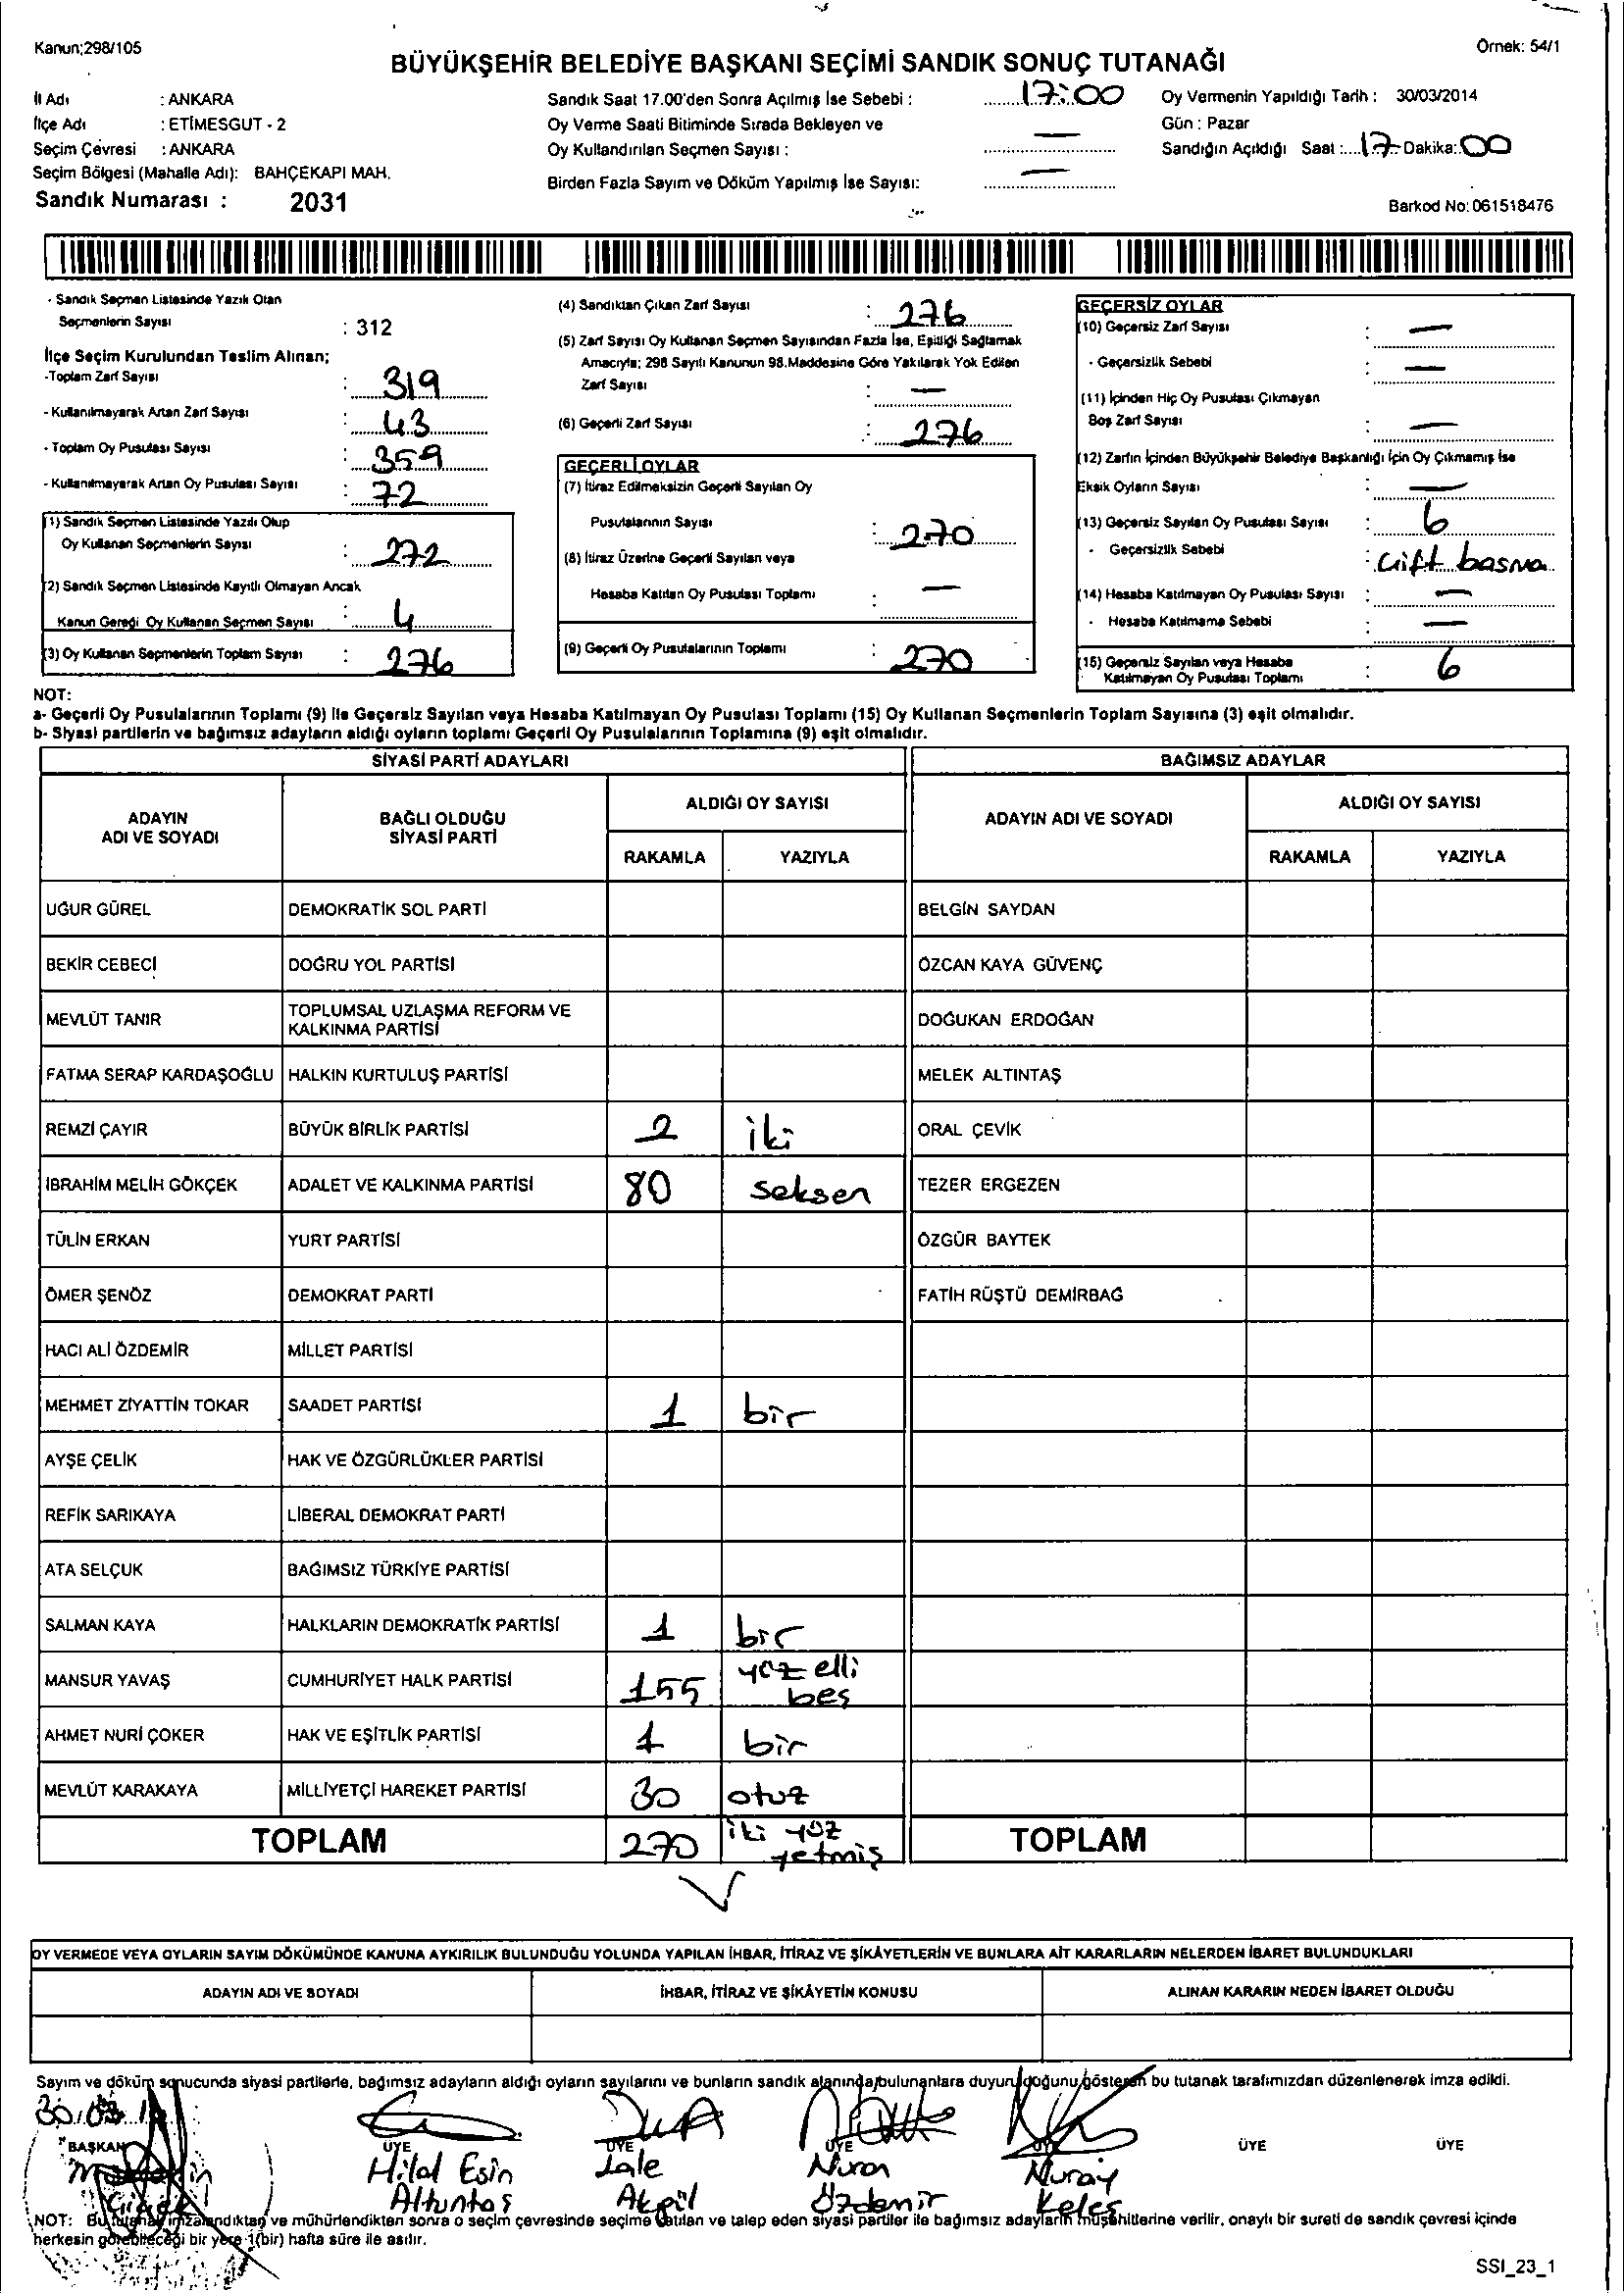 Kanun;298/105
Örnek: 54/1
BÜYÜKŞEHİR BELEDİYE BAŞKANI SEÇİMİ SANDIK SONUÇ TUTANAĞI
İl Adı : ANKARA
İlçe Adı : ETİMESGUT - 2
Seçim Çevresi : ANKARA
Seçim Bölgesi (Mahalle Adı): BAHÇEKAPI MAH.
Sandık Numarası : 2031
Sandık Saat 17.00'den Sonra Açılmış İse Sebebi : 17:00
Oy Verme Saati Bitiminde Sırada Bekleyen ve
Oy Kullandırılan Seçmen Sayısı : —
Birden Fazla Sayım ve Döküm Yapılmış İse Sayısı: —
Oy Vermenin Yapıldığı Tarih : 30/03/2014
Gün : Pazar
Sandığın Açıldığı Saat : 17 Dakika: 00
Barkod No: 061518476
- Sandık Seçmen Listesinde Yazılı Olan
Seçmenlerin Sayısı : 312
İlçe Seçim Kurulundan Teslim Alınan;
-Toplam Zarf Sayısı : 319
- Kullanılmayarak Artan Zarf Sayısı : 43
- Toplam Oy Pusulası Sayısı : 359
- Kullanılmayarak Artan Oy Pusulası Sayısı : 72
(1) Sandık Seçmen Listesinde Yazılı Olup
Oy Kullanan Seçmenlerin Sayısı : 272
(2) Sandık Seçmen Listesinde Kayıtlı Olmayan Ancak
Kanun Gereği Oy Kullanan Seçmen Sayısı : 4
(3) Oy Kullanan Seçmenlerin Toplam Sayısı : 276
(4) Sandıktan Çıkan Zarf Sayısı : 276
(5) Zarf Sayısı Oy Kullanan Seçmen Sayısından Fazla İse, Eşitliği Sağlamak
Amacıyla; 298 Sayılı Kanunun 98.Maddesine Göre Yakılarak Yok Edilen
Zarf Sayısı : —
(6) Geçerli Zarf Sayısı : 276
GEÇERLİ OYLAR
(7) İtiraz Edilmeksizin Geçerli Sayılan Oy
Pusulalarının Sayısı : 270
(8) İtiraz Üzerine Geçerli Sayılan veya
Hesaba Katılan Oy Pusulası Toplamı : —
(9) Geçerli Oy Pusulalarının Toplamı : 270
GEÇERSİZ OYLAR
(10) Geçersiz Zarf Sayısı : —
- Geçersizlik Sebebi : —
(11) İçinden Hiç Oy Pusulası Çıkmayan
Boş Zarf Sayısı : —
(12) Zarfın İçinden Büyükşehir Belediye Başkanlığı İçin Oy Çıkmamış İse
Eksik Oyların Sayısı : —
(13) Geçersiz Sayılan Oy Pusulası Sayısı : 6
- Geçersizlik Sebebi : Çift basma
(14) Hesaba Katılmayan Oy Pusulası Sayısı : —
- Hesaba Katılmama Sebebi : —
(15) Geçersiz Sayılan veya Hesaba
Katılmayan Oy Pusulası Toplamı : 6
NOT:
a- Geçerli Oy Pusulalarının Toplamı (9) ile Geçersiz Sayılan veya Hesaba Katılmayan Oy Pusulası Toplamı (15) Oy Kullanan Seçmenlerin Toplam Sayısına (3) eşit olmalıdır.
b- Siyasi partilerin ve bağımsız adayların aldığı oyların toplamı Geçerli Oy Pusulalarının Toplamına (9) eşit olmalıdır.
SİYASİ PARTİ ADAYLARI BAĞIMSIZ ADAYLAR
ADAYIN ADI VE SOYADI BAĞLI OLDUĞU SİYASİ PARTİ ALDIĞI OY SAYISI ADAYIN ADI VE SOYADI ALDIĞI OY SAYISI
RAKAMLA YAZIYLA RAKAMLA YAZIYLA
UĞUR GÜREL DEMOKRATİK SOL PARTİ BELGİN SAYDAN
BEKİR CEBECİ DOĞRU YOL PARTİSİ ÖZCAN KAYA GÜVENÇ
MEVLÜT TANIR TOPLUMSAL UZLAŞMA REFORM VE KALKINMA PARTİSİ DOĞUKAN ERDOĞAN
FATMA SERAP KARDAŞOĞLU HALKIN KURTULUŞ PARTİSİ MELEK ALTINTAŞ
REMZİ ÇAYIR BÜYÜK BİRLİK PARTİSİ 2 iki ORAL ÇEVİK
İBRAHİM MELİH GÖKÇEK ADALET VE KALKINMA PARTİSİ 80 seksen TEZER ERGEZEN
TÜLİN ERKAN YURT PARTİSİ ÖZGÜR BAYTEK
ÖMER ŞENÖZ DEMOKRAT PARTİ FATİH RÜŞTÜ DEMİRBAĞ
HACI ALİ ÖZDEMİR MİLLET PARTİSİ
MEHMET ZİYATTİN TOKAR SAADET PARTİSİ 1 bir
AYŞE ÇELİK HAK VE ÖZGÜRLÜKLER PARTİSİ
REFİK SARIKAYA LİBERAL DEMOKRAT PARTİ
ATA SELÇUK BAĞIMSIZ TÜRKİYE PARTİSİ
SALMAN KAYA HALKLARIN DEMOKRATİK PARTİSİ 1 bir
MANSUR YAVAŞ CUMHURİYET HALK PARTİSİ 155 yüz elli beş
AHMET NURİ ÇOKER HAK VE EŞİTLİK PARTİSİ 1 bir
MEVLÜT KARAKAYA MİLLİYETÇİ HAREKET PARTİSİ 30 otuz
TOPLAM 270 iki yüz yetmiş TOPLAM
OY VERMEDE VEYA OYLARIN SAYIM DÖKÜMÜNDE KANUNA AYKIRILIK BULUNDUĞU YOLUNDA YAPILAN İHBAR, İTİRAZ VE ŞİKÂYETLERİN VE BUNLARA AİT KARARLARIN NELERDEN İBARET BULUNDUKLARI
ADAYIN ADI VE SOYADI İHBAR, İTİRAZ VE ŞİKÂYETİN KONUSU ALINAN KARARIN NEDEN İBARET OLDUĞU
Sayım ve döküm sonucunda siyasi partilerle, bağımsız adayların aldığı oyların sayılarını ve bunların sandık alanında bulunanlara duyurulduğunu gösteren bu tutanak tarafımızdan düzenlenerek imza edildi.
30.03
BAŞKAN ÜYE ÜYE ÜYE ÜYE ÜYE ÜYE
Hilal Esin Lale Nuran Nuray
Çiçek Altuntaş Akgül Özdemir Keleş
NOT: Bu tutanak imzalandıktan ve mühürlendikten sonra o seçim çevresinde seçime katılan ve talep eden siyasi partiler ile bağımsız adayların müşahitlerine verilir, onaylı bir sureti de sandık çevresi içinde
herkesin görebileceği bir yere 1(bir) hafta süre ile asılır.
SSI_23_1